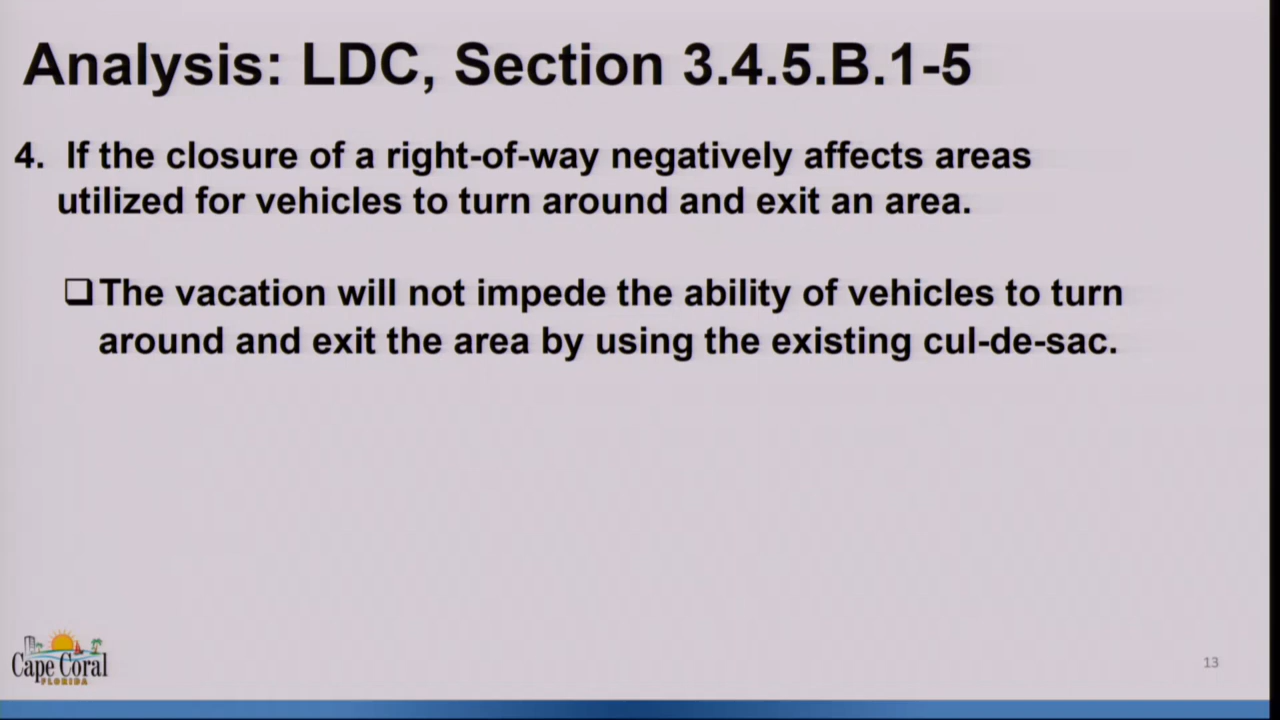 Analysis: LDC, Section 3.4.5.B.1-5
4. If the closure of a right-of-way negatively affects areas
utilized for vehicles to turn around and exit an area.
❑The vacation will not impede the ability of vehicles to turn
around and exit the area by using the existing cul-de-sac.
Cape Coral
FLORIDA
13